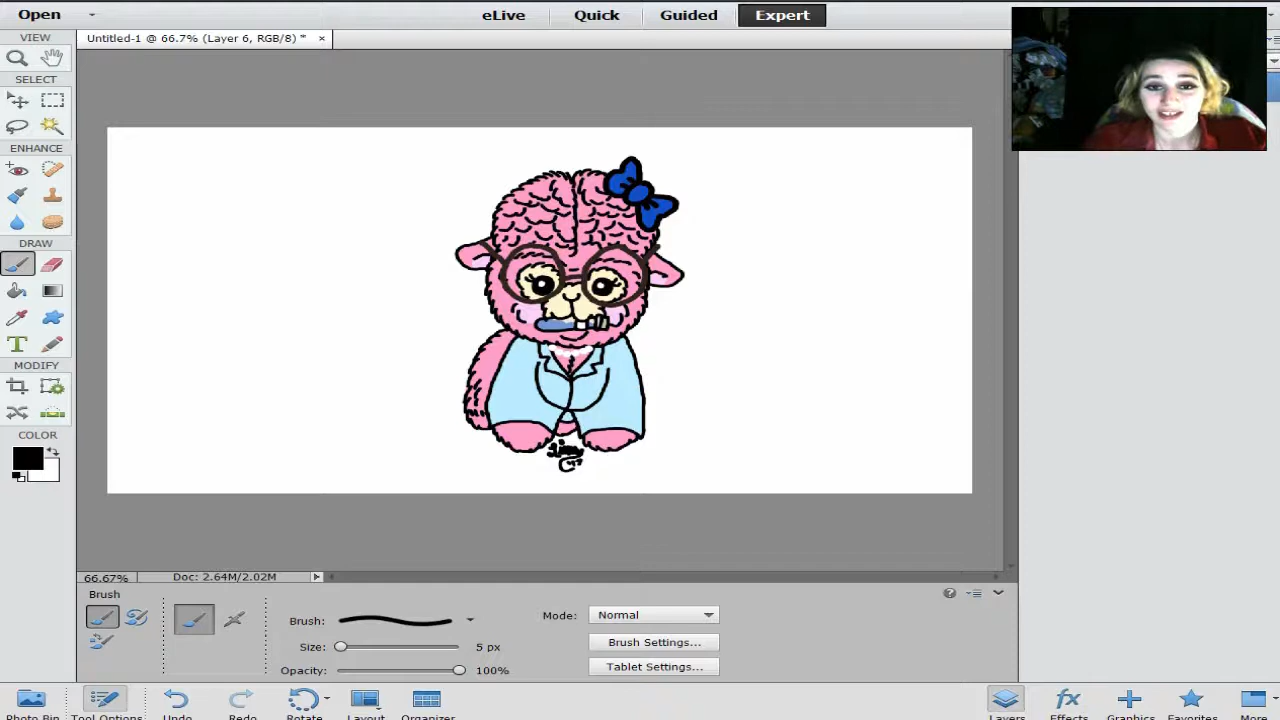 Open
eLive
Quick
Guided
Expert
Untitled-1 @ 66.7% (Layer 6, RGB/8) *
×
VIEW
SELECT
ENHANCE
DRAW
T
MODIFY
COLOR
66.67%
Doc: 2.64M/2.02M
Brush
Brush:
Size:
5 px
Opacity:
100%
Mode:
Normal
Brush Settings...
Tablet Settings...
Photo Bin
Tool Options
Undo
Redo
Rotate
Layout
Organizer
Layers
fx
Effects
Graphics
Favorites
More